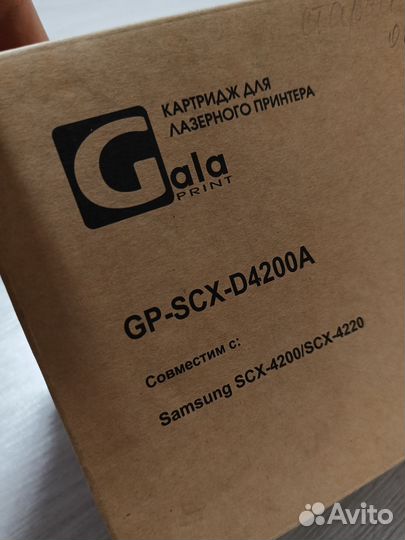 КАРТРИДЖ ДЛЯ
ЛАЗЕРНОГО ПРИНТЕРА
Gala
PRINT
GP-SCX-D4200A
Совместим с:
Samsung SCX-4200/SCX-4220
Avito